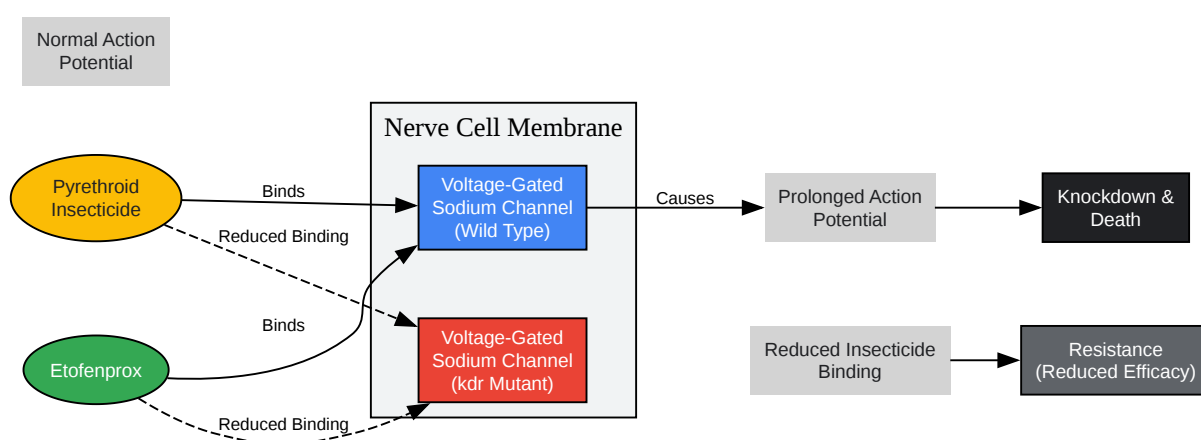 Normal Action
Potential
Nerve Cell Membrane
Pyrethroid
Insecticide
Binds
Voltage-Gated
Sodium Channel
(Wild Type)
Causes
Prolonged Action
Potential
Knockdown &
Death
Reduced Binding
Binds
Etofenprox
Voltage-Gated
Sodium Channel
(kdr Mutant)
Reduced Insecticide
Binding
Resistance
(Reduced Efficacy)
Reduced Binding